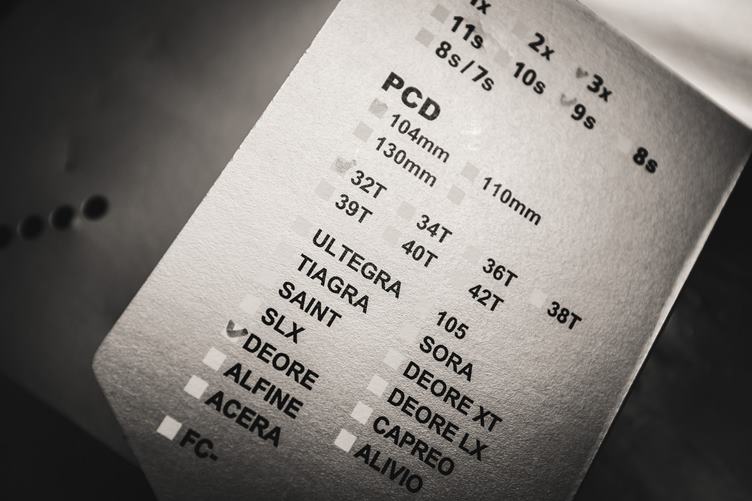 1x 2x 3x
11s 10s 9s 8s
8s/7s
PCD
104mm 110mm
130mm
32T 34T 36T 38T
39T 40T 42T
ULTEGRA 105
TIAGRA SORA
SAINT DEORE XT
SLX DEORE LX
DEORE CAPREO
ALFINE ALIVIO
ACERA
FC-